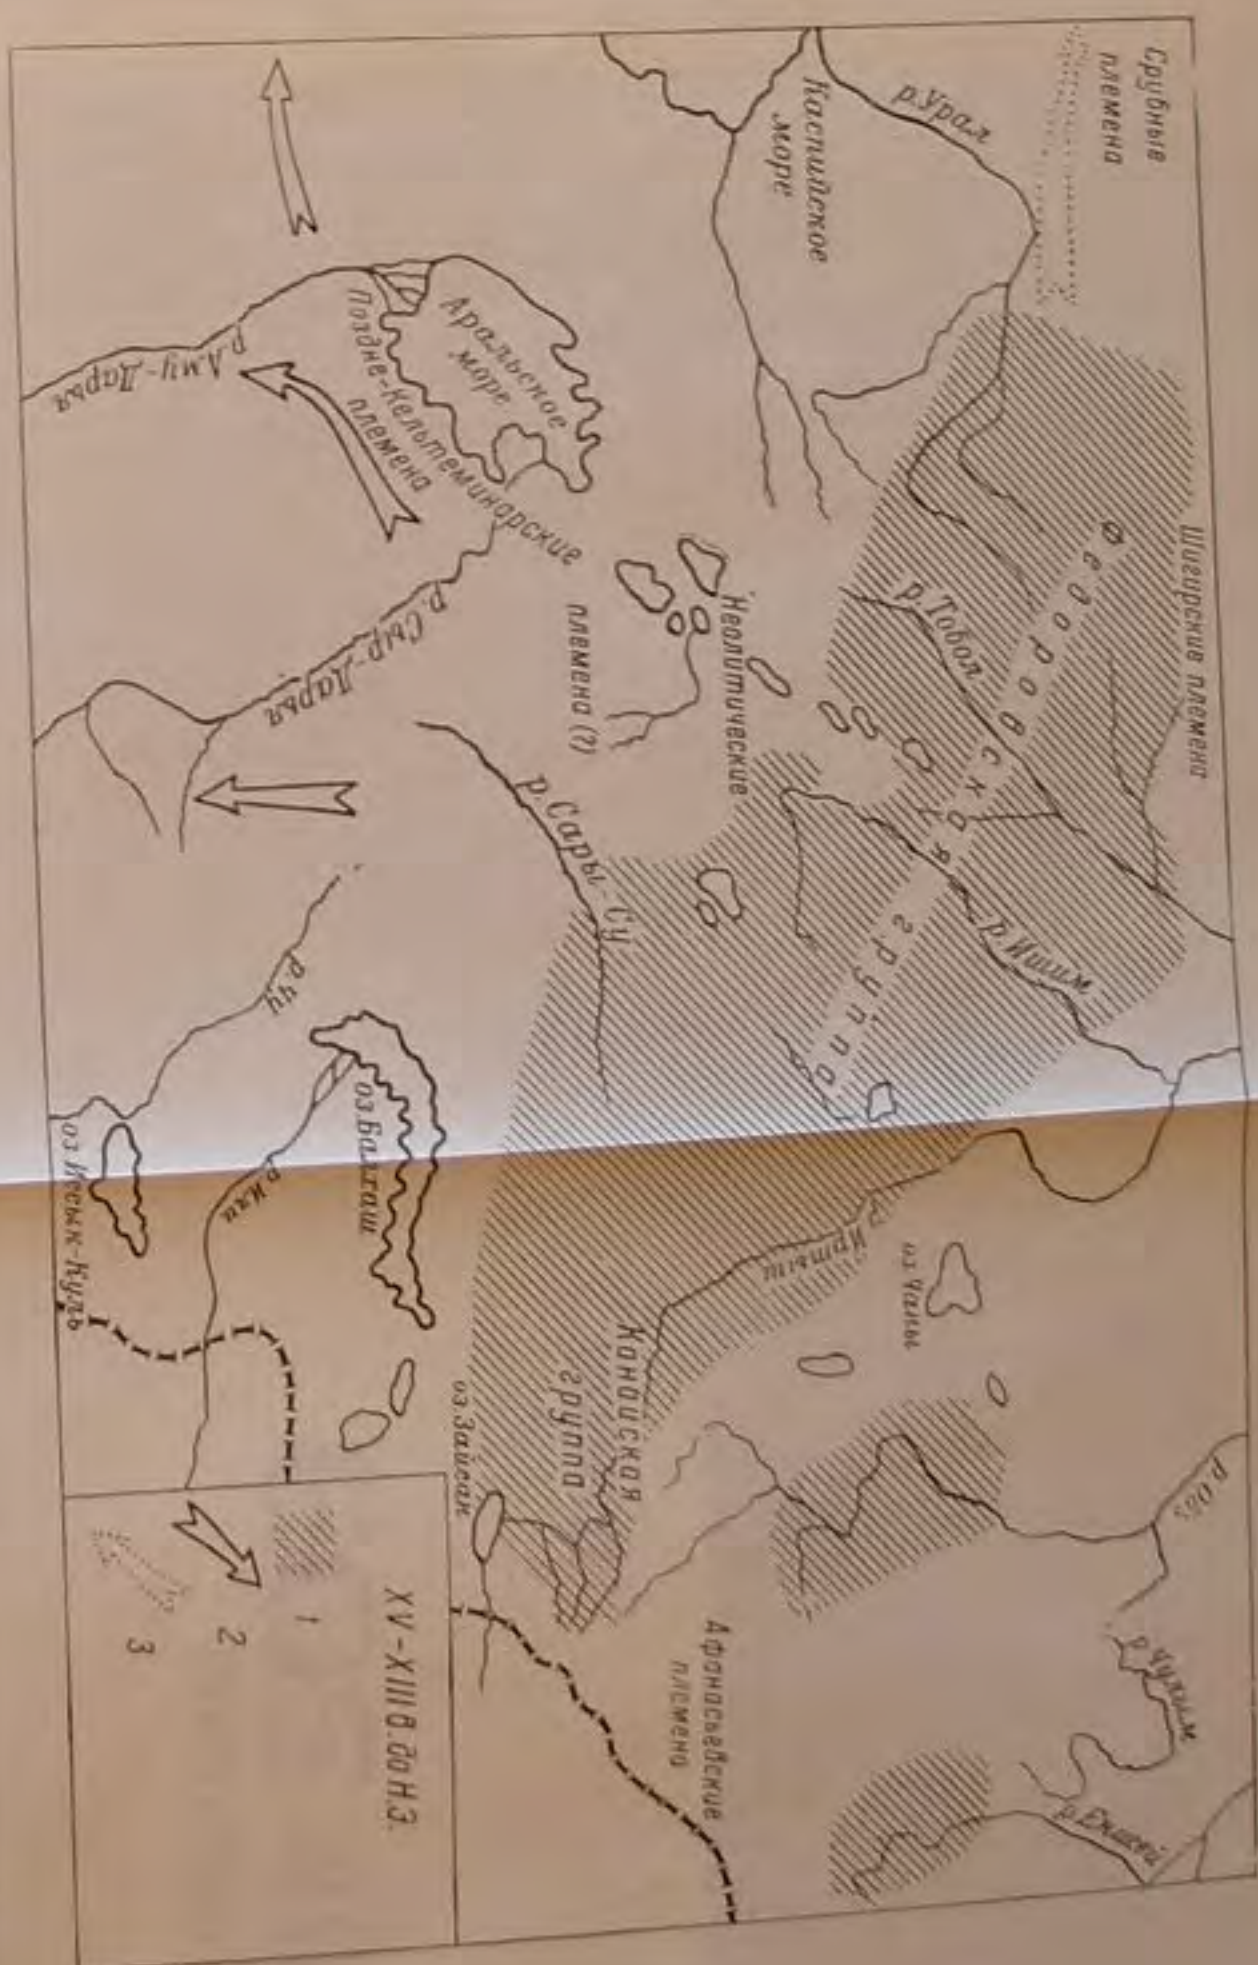 Срубные
племена
р. Урал
Каспийское
море
Шигирские племена
Федоровская группа
р. Тобол
р. Ишим
Аральское
море
Поздне-Кельтеминарские
племена
р. Аму-Дарья
р. Сыр-Дарья
Неолитические
племена (?)
р. Сары-Су
р. Чу
оз. Балхаш
р. Или
оз. Иссык-Куль
р. Иртыш
оз. Чаны
Канайская
группа
оз. Зайсан
р. Обь
р. Чулым
р. Енисей
Афанасьевские
племена
XV-XIII в. до н.э.
1
2
3